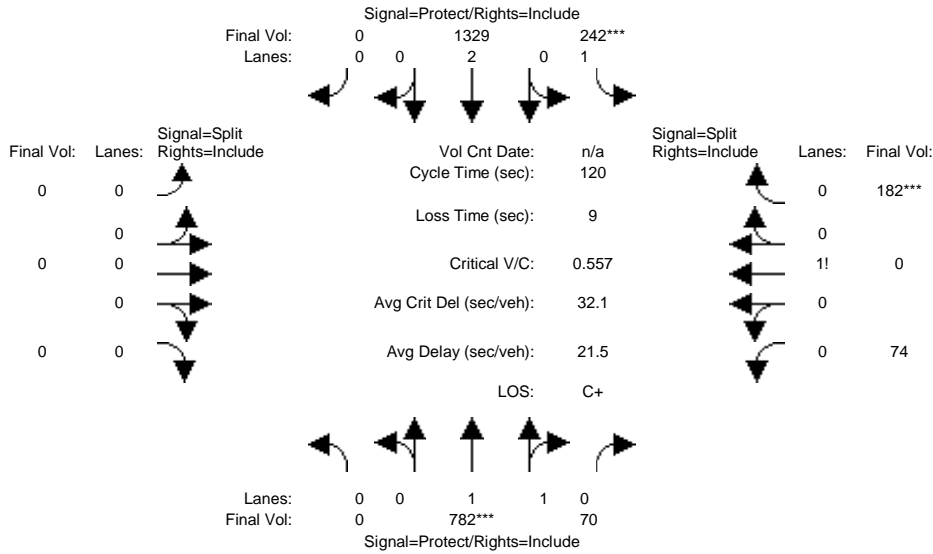 Signal=Protect/Rights=Include
Final Vol: 0 1329 242***
Lanes: 0 0 2 0 1
Signal=Split
Final Vol: Lanes: Rights=Include
Vol Cnt Date: n/a
Signal=Split
Rights=Include Lanes: Final Vol:
Cycle Time (sec): 120
0 0
0 182***
Loss Time (sec): 9
0
0
0 0
Critical V/C: 0.557
1! 0
0
Avg Crit Del (sec/veh): 32.1
0
0 0
Avg Delay (sec/veh): 21.5
0 74
LOS: C+
Lanes: 0 0 1 1 0
Final Vol: 0 782*** 70
Signal=Protect/Rights=Include